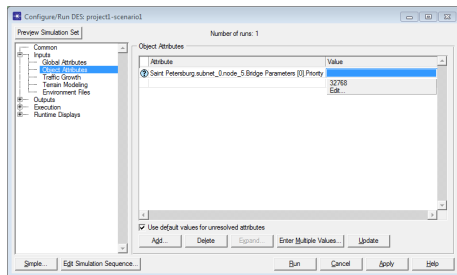 Configure/Run DES: project1-scenario1
Preview Simulation Set
Number of runs: 1
Common
Inputs
Global Attributes
Object Attributes
Traffic Growth
Terrain Modeling
Environment Files
Outputs
Execution
Runtime Displays
Object Attributes
Attribute
Value
Saint Petersburg.subnet_0.node_5.Bridge Parameters [0].Priority
32768
Edit...
Use default values for unresolved attributes
Add...
Delete
Expand...
Enter Multiple Values...
Update
Simple...
Edit Simulation Sequence...
Run
Cancel
Apply
Help